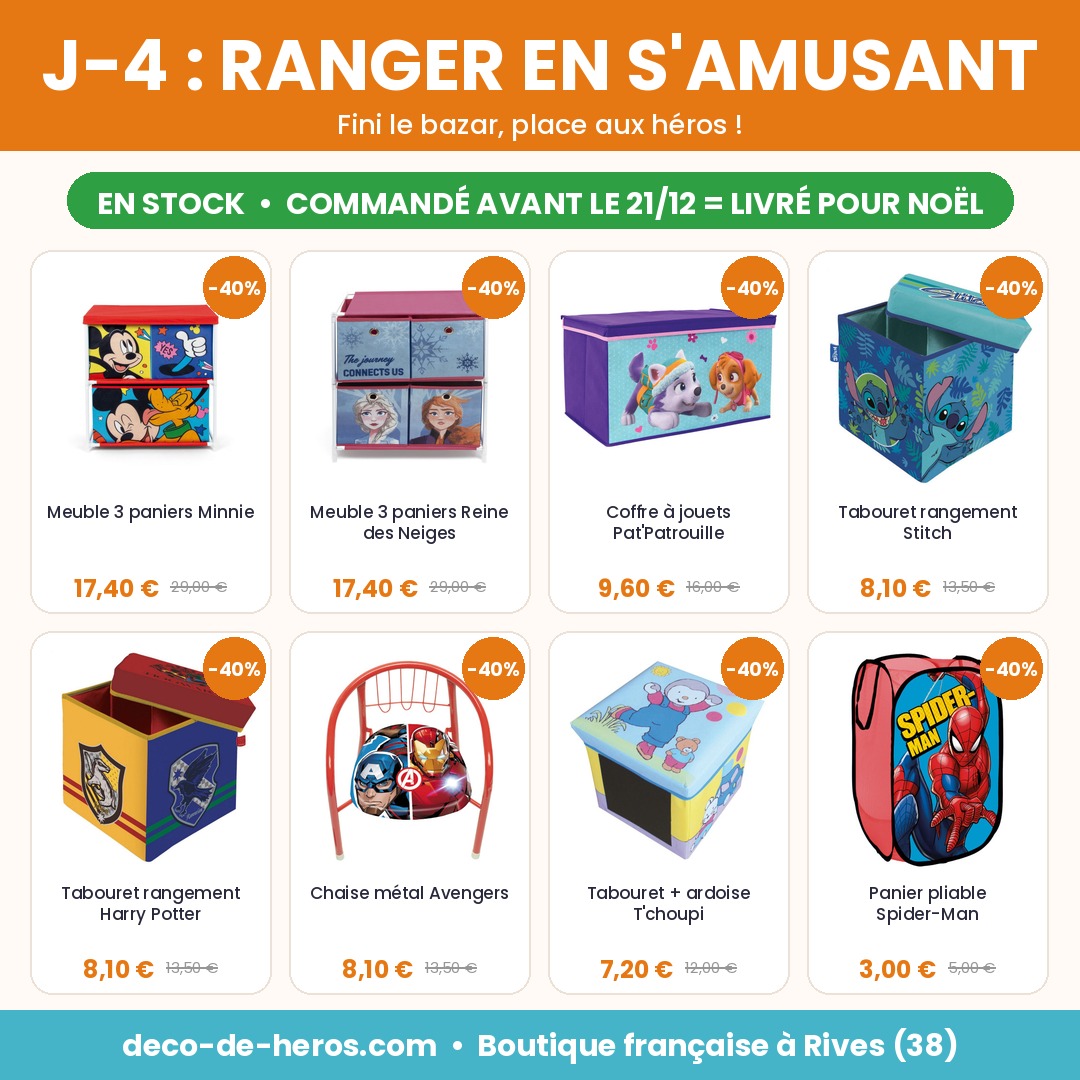 J-4 : RANGER EN S'AMUSANT
Fini le bazar, place aux héros !
EN STOCK • COMMANDÉ AVANT LE 21/12 = LIVRÉ POUR NOËL
-40%
-40%
-40%
-40%
The journey
CONNECTS US
Meuble 3 paniers Minnie
Meuble 3 paniers Reine
des Neiges
Coffre à jouets
Pat'Patrouille
Tabouret rangement
Stitch
17,40 € 29,00 €
17,40 € 29,00 €
9,60 € 16,00 €
8,10 € 13,50 €
-40%
-40%
-40%
-40%
A
A
SPIDER-
MAN
Tabouret rangement
Harry Potter
Chaise métal Avengers
Tabouret + ardoise
T'choupi
Panier pliable
Spider-Man
8,10 € 13,50 €
8,10 € 13,50 €
7,20 € 12,00 €
3,00 € 5,00 €
deco-de-heros.com • Boutique française à Rives (38)